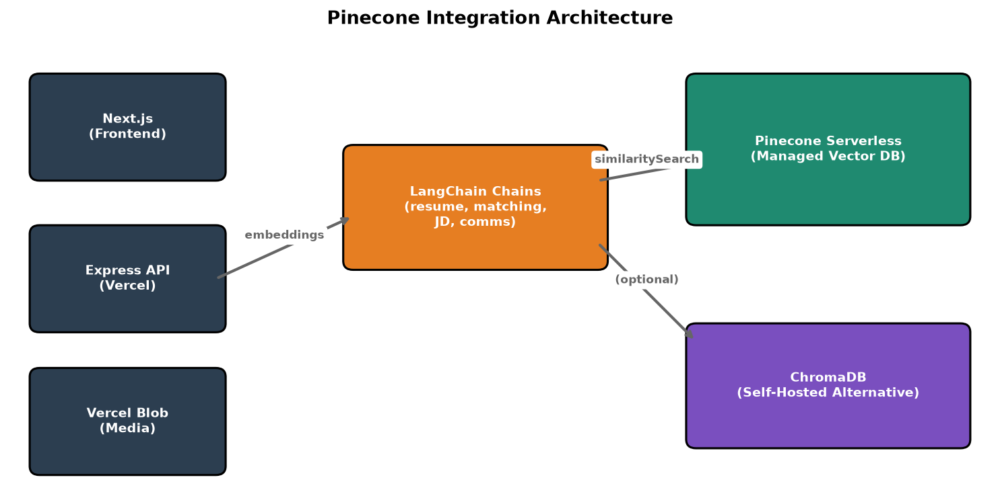 Pinecone Integration Architecture
Next.js
(Frontend)
Express API
(Vercel)
Vercel Blob
(Media)
embeddings
LangChain Chains
(resume, matching,
JD, comms)
similaritySearch
(optional)
Pinecone Serverless
(Managed Vector DB)
ChromaDB
(Self-Hosted Alternative)